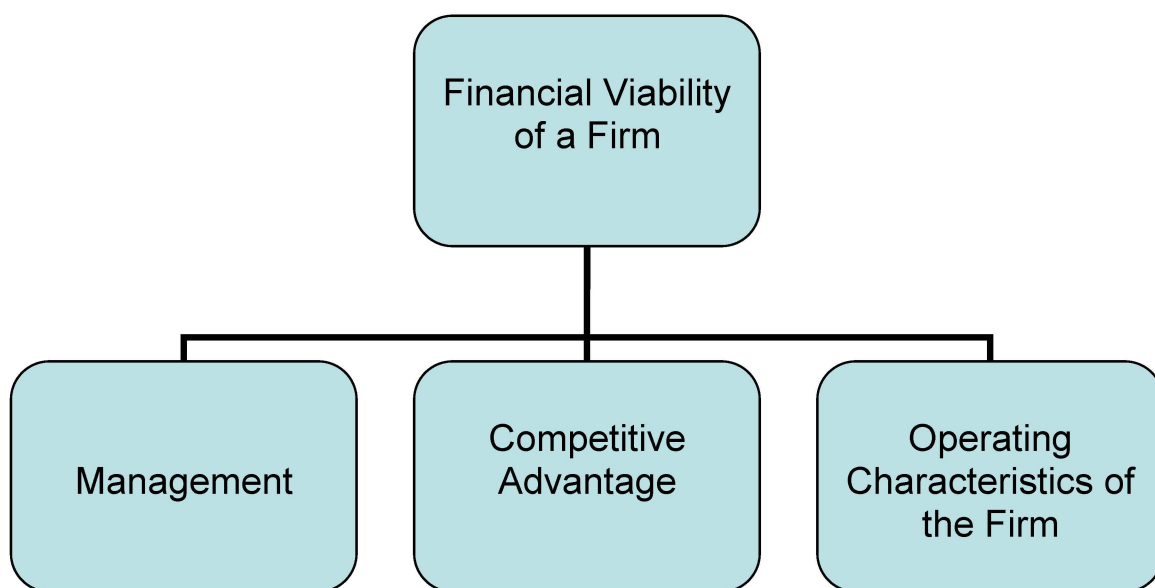 Financial Viability
of a Firm
Management
Competitive
Advantage
Operating
Characteristics of
the Firm